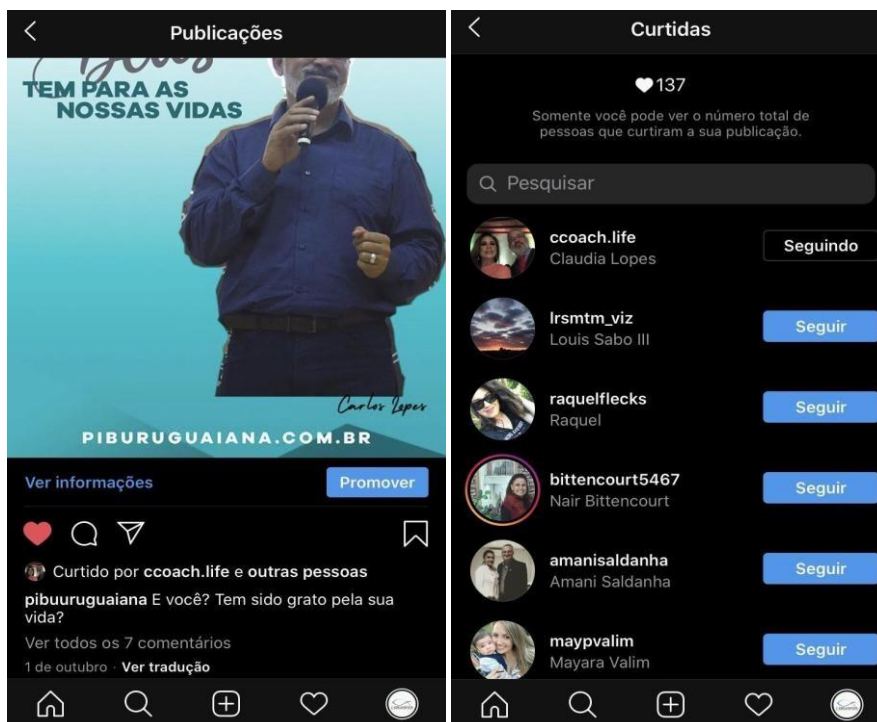 Publicações
Deus
TEM PARA AS
NOSSAS VIDAS
Carlos Lopes
PIBURUGUAIANA.COM.BR
Ver informações
Promover
Curtido por ccoach.life e outras pessoas
pibuuruguaiana E você? Tem sido grato pela sua
vida?
Ver todos os 7 comentários
1 de outubro · Ver tradução
Curtidas
137
Somente você pode ver o número total de
pessoas que curtiram a sua publicação.
Pesquisar
ccoach.life
Claudia Lopes
Seguindo
lrsmtm_viz
Louis Sabo III
Seguir
raquelflecks
Raquel
Seguir
bittencourt5467
Nair Bittencourt
Seguir
amanisaldanha
Amani Saldanha
Seguir
maypvalim
Mayara Valim
Seguir